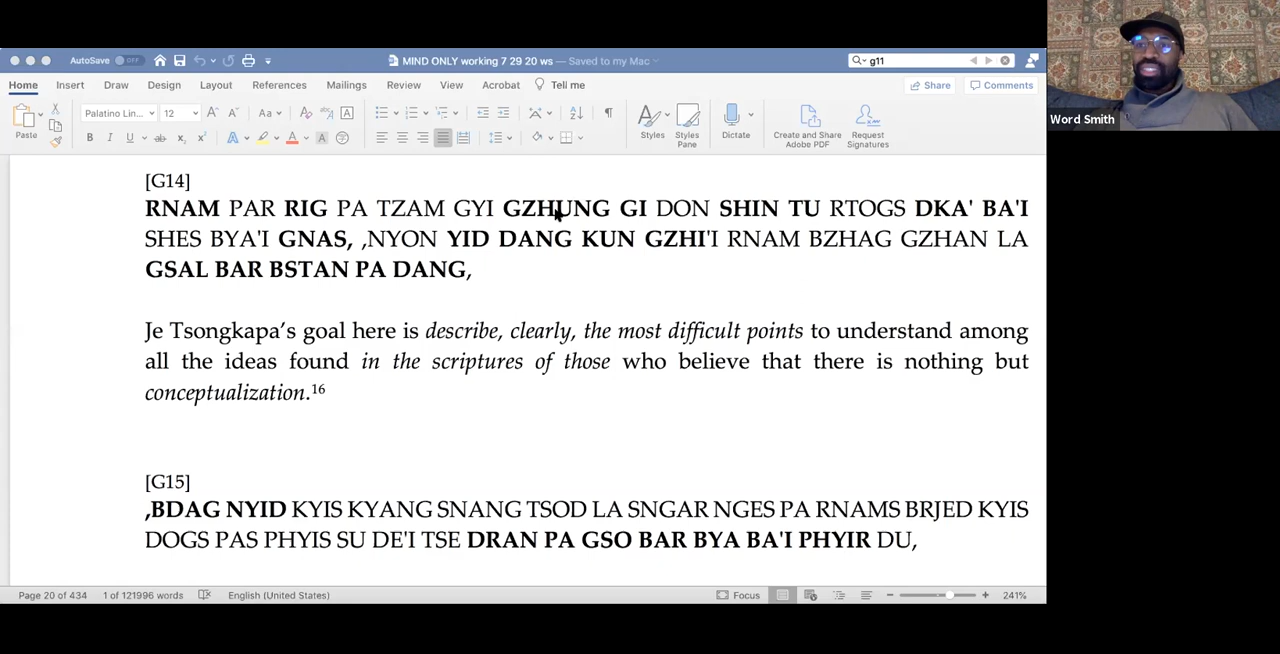 AutoSave OFF MIND ONLY working 7 29 20 ws — Saved to my Mac g11
Home Insert Draw Design Layout References Mailings Review View Acrobat Tell me Share Comments
Paste Palatino Lin... 12 Aa Styles Styles Pane Dictate Create and Share Adobe PDF Request Signatures
Word Smith
[G14]
RNAM PAR RIG PA TZAM GYI GZHUNG GI DON SHIN TU RTOGS DKA' BA'I
SHES BYA'I GNAS, ,NYON YID DANG KUN GZHI'I RNAM BZHAG GZHAN LA
GSAL BAR BSTAN PA DANG,
Je Tsongkapa’s goal here is describe, clearly, the most difficult points to understand among
all the ideas found in the scriptures of those who believe that there is nothing but
conceptualization.16
[G15]
,BDAG NYID KYIS KYANG SNANG TSOD LA SNGAR NGES PA RNAMS BRJED KYIS
DOGS PAS PHYIS SU DE'I TSE DRAN PA GSO BAR BYA BA'I PHYIR DU,
Page 20 of 434 1 of 121996 words English (United States) Focus 241%